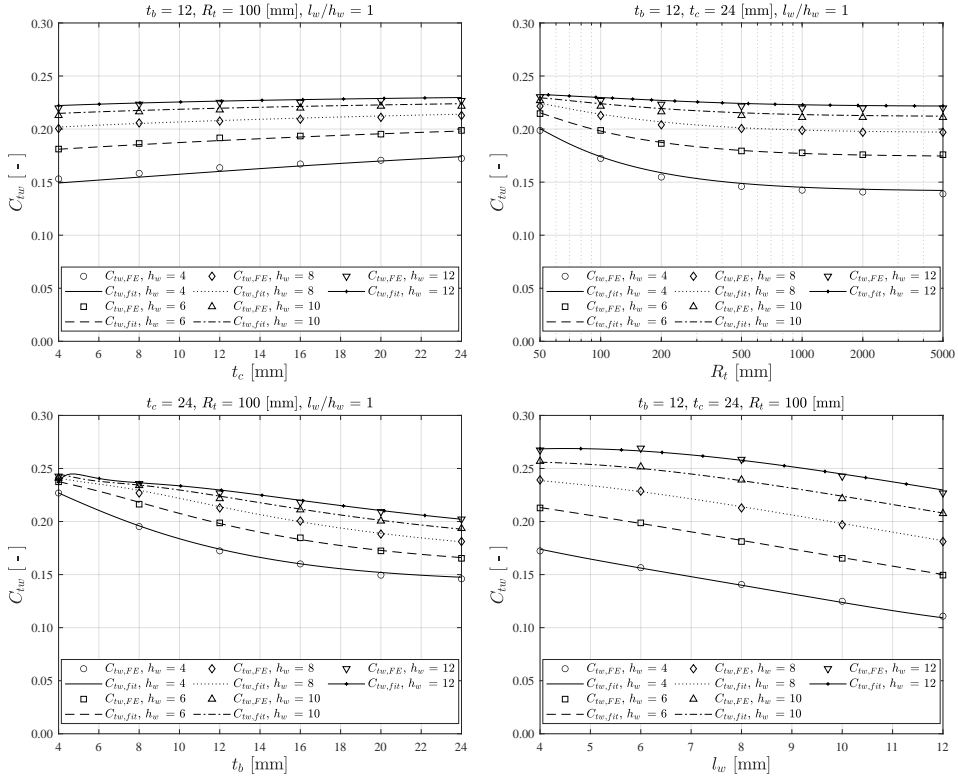 t_b = 12, R_t = 100 [mm], l_w/h_w = 1
0.30
0.25
0.20
0.15
0.10
0.05
0.00
C_tw [ - ]
C_tw,FE, h_w = 4
C_tw,fit, h_w = 4
C_tw,FE, h_w = 6
C_tw,fit, h_w = 6
C_tw,FE, h_w = 8
C_tw,fit, h_w = 8
C_tw,FE, h_w = 10
C_tw,fit, h_w = 10
C_tw,FE, h_w = 12
C_tw,fit, h_w = 12
4 6 8 10 12 14 16 18 20 22 24
t_c [mm]
t_b = 12, t_c = 24 [mm], l_w/h_w = 1
0.30
0.25
0.20
0.15
0.10
0.05
0.00
C_tw [ - ]
C_tw,FE, h_w = 4
C_tw,fit, h_w = 4
C_tw,FE, h_w = 6
C_tw,fit, h_w = 6
C_tw,FE, h_w = 8
C_tw,fit, h_w = 8
C_tw,FE, h_w = 10
C_tw,fit, h_w = 10
C_tw,FE, h_w = 12
C_tw,fit, h_w = 12
50 100 200 500 1000 2000 5000
R_t [mm]
t_c = 24, R_t = 100 [mm], l_w/h_w = 1
0.30
0.25
0.20
0.15
0.10
0.05
0.00
C_tw [ - ]
C_tw,FE, h_w = 4
C_tw,fit, h_w = 4
C_tw,FE, h_w = 6
C_tw,fit, h_w = 6
C_tw,FE, h_w = 8
C_tw,fit, h_w = 8
C_tw,FE, h_w = 10
C_tw,fit, h_w = 10
C_tw,FE, h_w = 12
C_tw,fit, h_w = 12
4 6 8 10 12 14 16 18 20 22 24
t_b [mm]
t_b = 12, t_c = 24, R_t = 100 [mm]
0.30
0.25
0.20
0.15
0.10
0.05
0.00
C_tw [ - ]
C_tw,FE, h_w = 4
C_tw,fit, h_w = 4
C_tw,FE, h_w = 6
C_tw,fit, h_w = 6
C_tw,FE, h_w = 8
C_tw,fit, h_w = 8
C_tw,FE, h_w = 10
C_tw,fit, h_w = 10
C_tw,FE, h_w = 12
C_tw,fit, h_w = 12
4 5 6 7 8 9 10 11 12
l_w [mm]